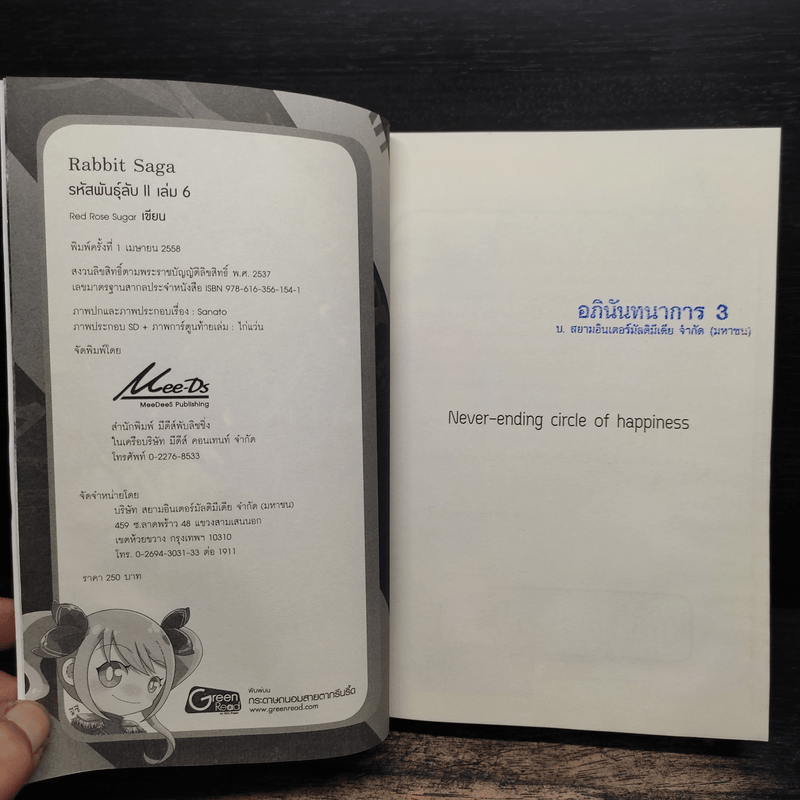 Rabbit Saga
รหัสพันธุ์ลับ II เล่ม 6
Red Rose Sugar เขียน
พิมพ์ครั้งที่ 1 เมษายน 2558
สงวนลิขสิทธิ์ตามพระราชบัญญัติลิขสิทธิ์ พ.ศ. 2537
เลขมาตรฐานสากลประจำหนังสือ ISBN 978-616-356-154-1
ภาพปกและภาพประกอบเรื่อง : Sanato
ภาพประกอบ SD + ภาพการ์ตูนท้ายเล่ม : ไก่แว่น
จัดพิมพ์โดย
Mee-Ds
MeeDee5 Publishing
สำนักพิมพ์ มีดีส์พับลิชชิ่ง
ในเครือบริษัท มีดีส์ คอนเทนท์ จำกัด
โทรศัพท์ 0-2276-8533
จัดจำหน่ายโดย
บริษัท สยามอินเตอร์มัลติมีเดีย จำกัด (มหาชน)
459 ซ.ลาดพร้าว 48 แขวงสามเสนนอก
เขตห้วยขวาง กรุงเทพฯ 10310
โทร. 0-2694-3031-33 ต่อ 1911
ราคา 250 บาท
Green Read
พิมพ์บน
กระดาษถนอมสายตากรีนรี้ด
www.greenread.com
อภินันทนาการ 3
บ. สยามอินเตอร์มัลติมีเดีย จำกัด (มหาชน)
Never-ending circle of happiness